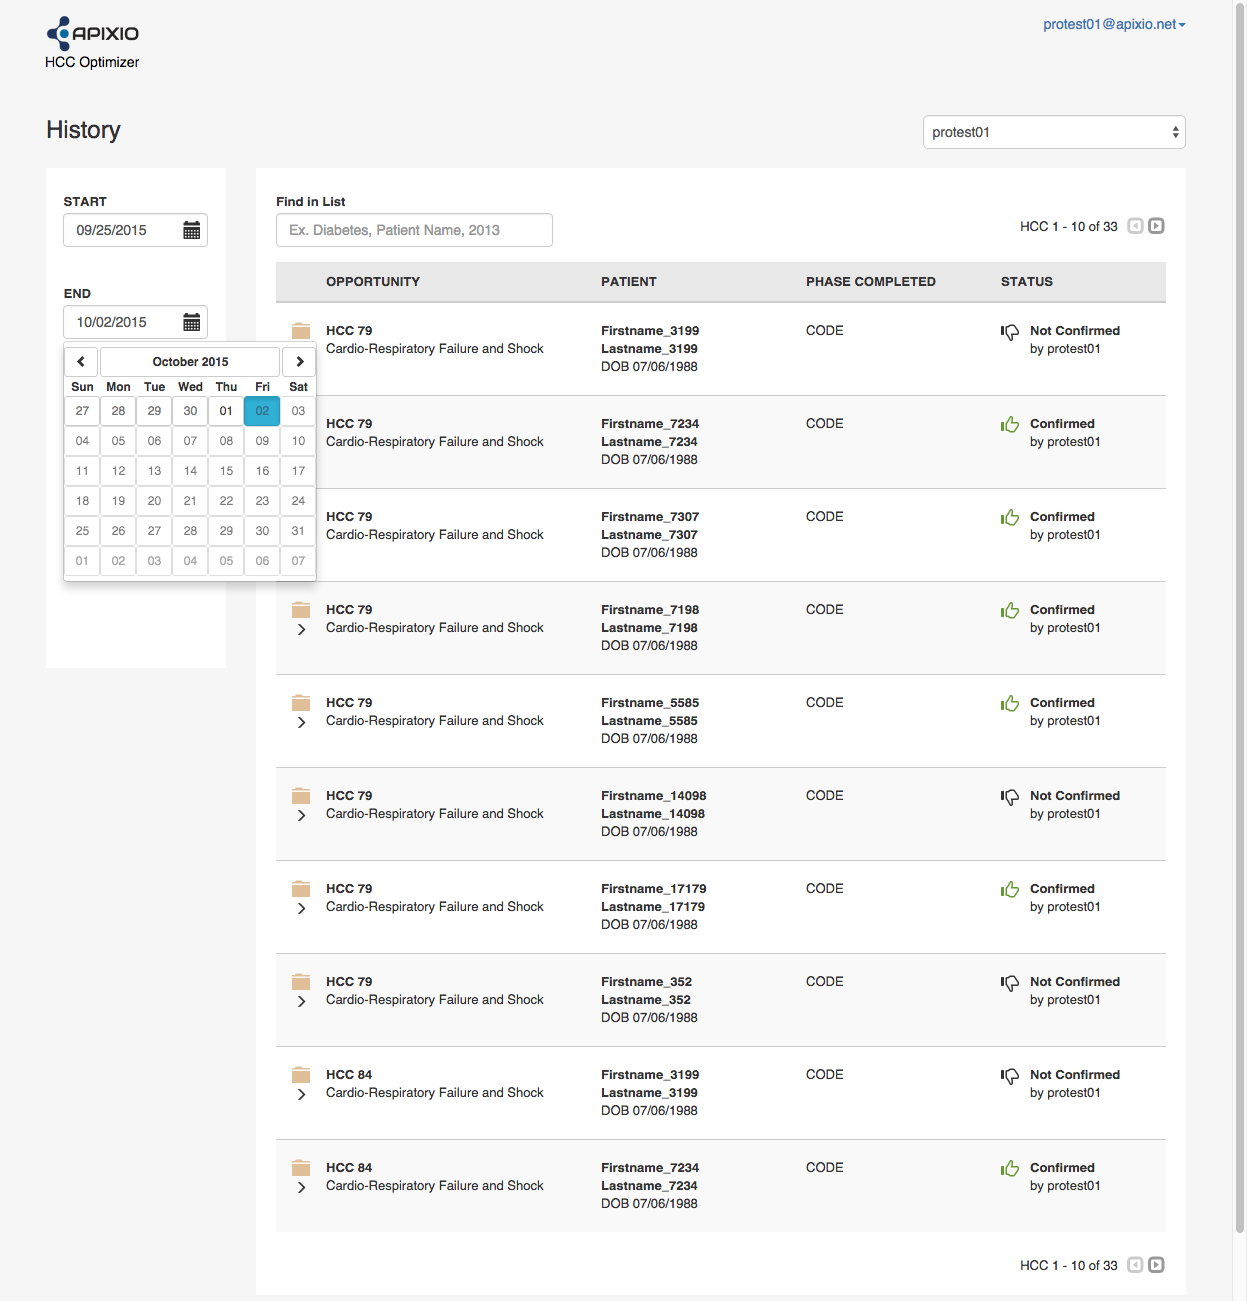 APIXIO
protest01@apixio.net
HCC Optimizer
History
protest01
START
09/25/2015
END
10/02/2015
October 2015
Sun Mon Tue Wed Thu Fri Sat
27 28 29 30 01 02 03
04 05 06 07 08 09 10
11 12 13 14 15 16 17
18 19 20 21 22 23 24
25 26 27 28 29 30 31
01 02 03 04 05 06 07
Find in List
Ex. Diabetes, Patient Name, 2013
HCC 1 - 10 of 33
OPPORTUNITY PATIENT PHASE COMPLETED STATUS
HCC 79 Firstname_3199 CODE Not Confirmed
Cardio-Respiratory Failure and Shock Lastname_3199 by protest01
DOB 07/06/1988
HCC 79 Firstname_7234 CODE Confirmed
Cardio-Respiratory Failure and Shock Lastname_7234 by protest01
DOB 07/06/1988
HCC 79 Firstname_7307 CODE Confirmed
Cardio-Respiratory Failure and Shock Lastname_7307 by protest01
DOB 07/06/1988
HCC 79 Firstname_7198 CODE Confirmed
Cardio-Respiratory Failure and Shock Lastname_7198 by protest01
DOB 07/06/1988
HCC 79 Firstname_5585 CODE Confirmed
Cardio-Respiratory Failure and Shock Lastname_5585 by protest01
DOB 07/06/1988
HCC 79 Firstname_14098 CODE Not Confirmed
Cardio-Respiratory Failure and Shock Lastname_14098 by protest01
DOB 07/06/1988
HCC 79 Firstname_17179 CODE Confirmed
Cardio-Respiratory Failure and Shock Lastname_17179 by protest01
DOB 07/06/1988
HCC 79 Firstname_352 CODE Not Confirmed
Cardio-Respiratory Failure and Shock Lastname_352 by protest01
DOB 07/06/1988
HCC 84 Firstname_3199 CODE Not Confirmed
Cardio-Respiratory Failure and Shock Lastname_3199 by protest01
DOB 07/06/1988
HCC 84 Firstname_7234 CODE Confirmed
Cardio-Respiratory Failure and Shock Lastname_7234 by protest01
DOB 07/06/1988
HCC 1 - 10 of 33